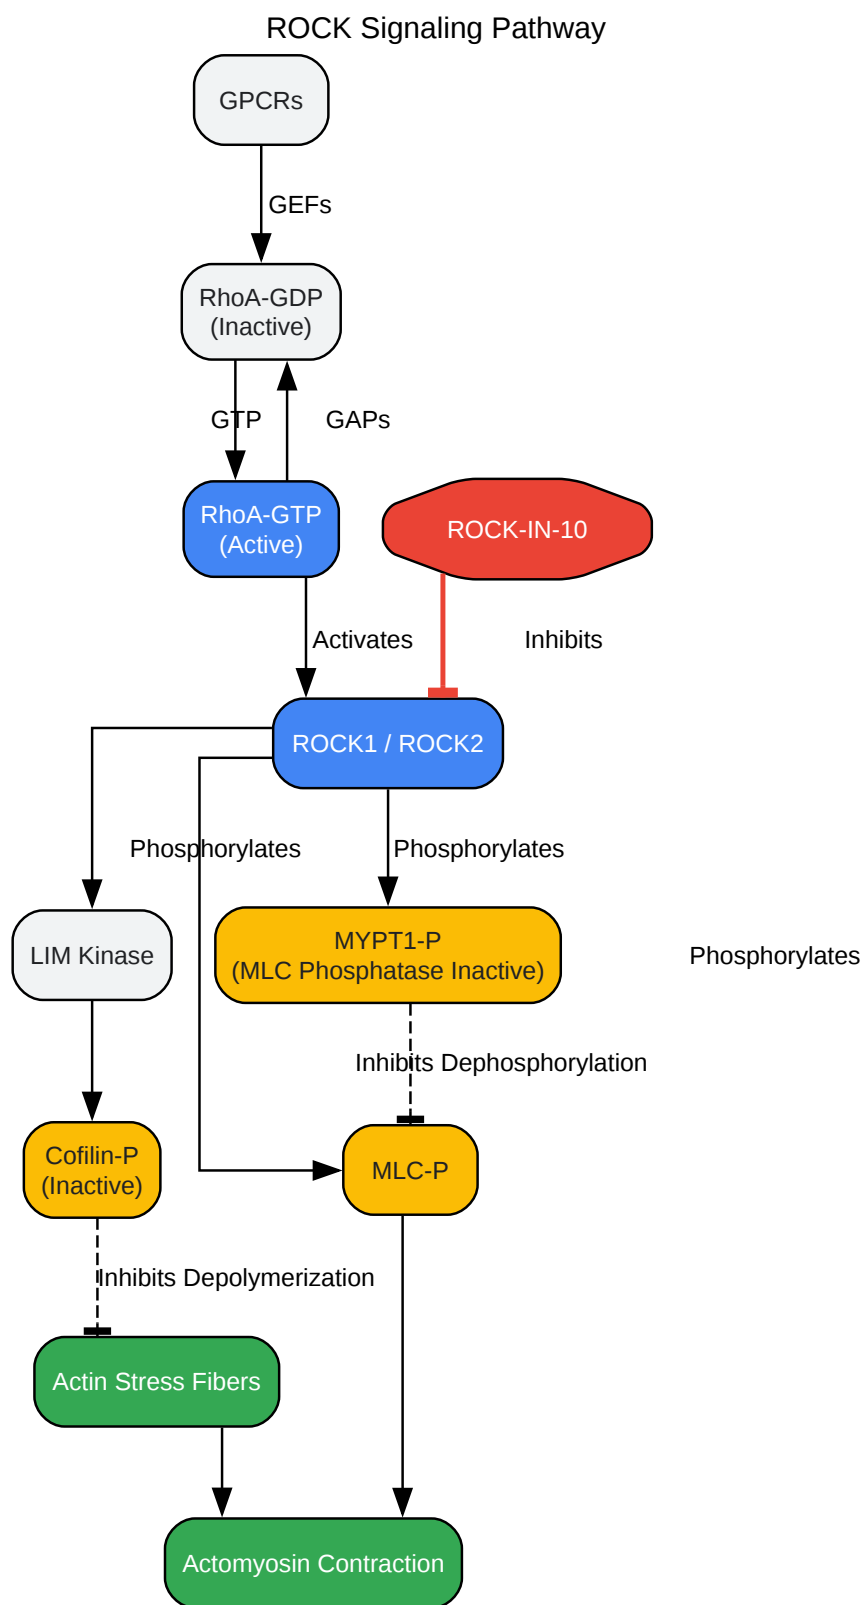 ROCK Signaling Pathway
GPCRs
GEFs
RhoA-GDP
(Inactive)
GTP
GAPs
RhoA-GTP
(Active)
ROCK-IN-10
Activates
Inhibits
ROCK1 / ROCK2
Phosphorylates
Phosphorylates
LIM Kinase
MYPT1-P
(MLC Phosphatase Inactive)
Phosphorylates
Inhibits Dephosphorylation
Cofilin-P
(Inactive)
MLC-P
Inhibits Depolymerization
Actin Stress Fibers
Actomyosin Contraction